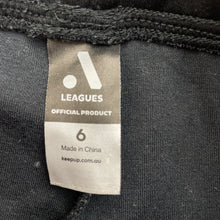 LEAGUES
OFFICIAL PRODUCT
6
Made in China
keepup.com.au